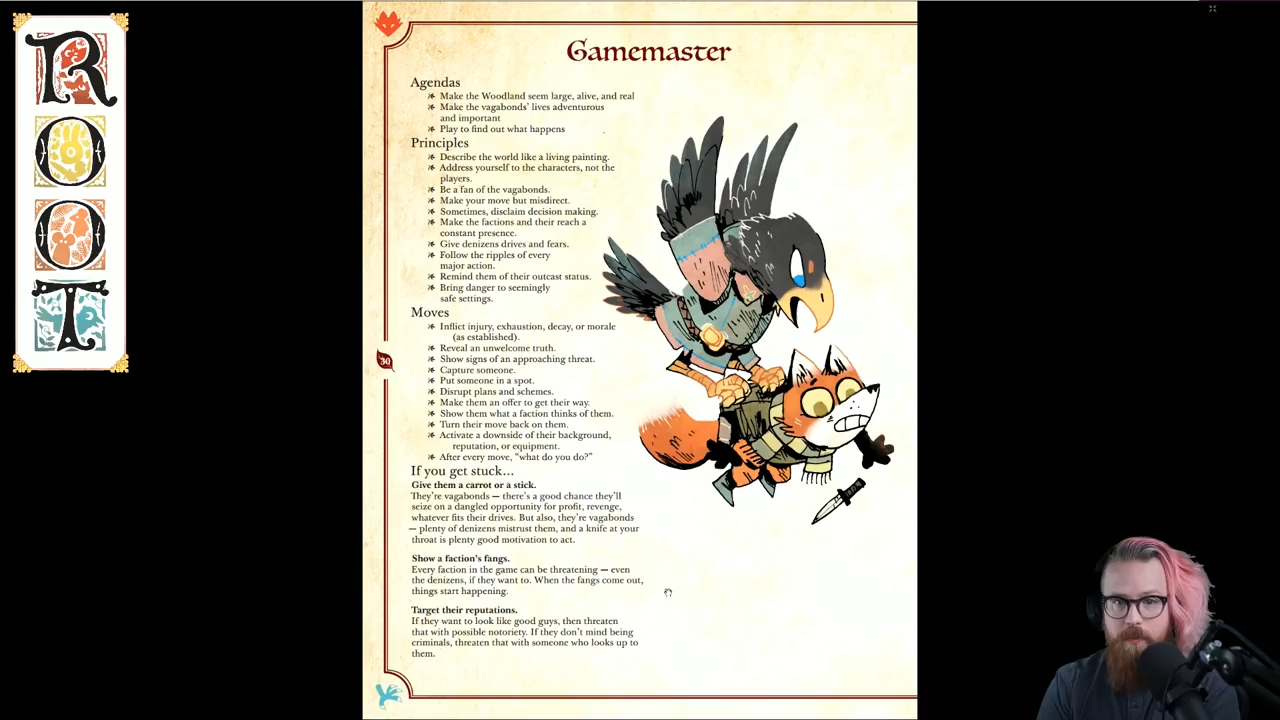 ROOT
Gamemaster
Agendas
Make the Woodland seem large, alive, and real
Make the vagabonds' lives adventurous
and important
Play to find out what happens
Principles
Describe the world like a living painting.
Address yourself to the characters, not the
players.
Be a fan of the vagabonds.
Make your move but misdirect.
Sometimes, disclaim decision making.
Make the factions and their reach a
constant presence.
Give denizens drives and fears.
Follow the ripples of every
major action.
Remind them of their outcast status.
Bring danger to seemingly
safe settings.
Moves
Inflict injury, exhaustion, decay, or morale
(as established).
Reveal an unwelcome truth.
Show signs of an approaching threat.
Capture someone.
Put someone in a spot.
Disrupt plans and schemes.
Make them an offer to get their way.
Show them what a faction thinks of them.
Turn their move back on them.
Activate a downside of their background,
reputation, or equipment.
After every move, “what do you do?”
If you get stuck...
Give them a carrot or a stick.
They're vagabonds — there's a good chance they'll
seize on a dangled opportunity for profit, revenge,
whatever fits their drives. But also, they're vagabonds
— plenty of denizens mistrust them, and a knife at your
throat is plenty good motivation to act.
Show a faction's fangs.
Every faction in the game can be threatening — even
the denizens, if they want to. When the fangs come out,
things start happening.
Target their reputations.
If they want to look like good guys, then threaten
that with possible notoriety. If they don't mind being
criminals, threaten that with someone who looks up to
them.
30